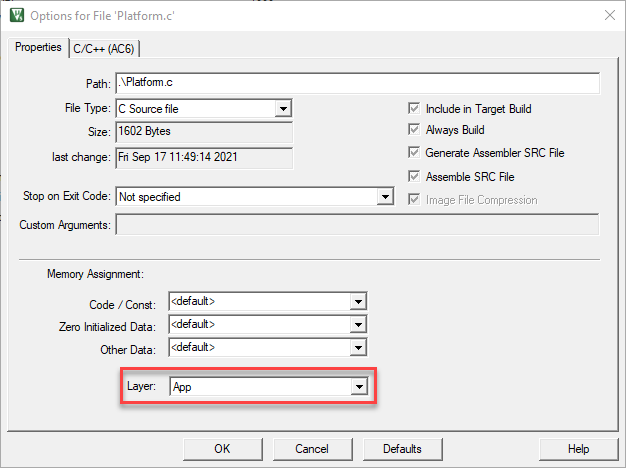 Options for File 'Platform.c'
Properties C/C++ (AC6)
Path: .\Platform.c
File Type: C Source file Include in Target Build
Size: 1602 Bytes Always Build
last change: Fri Sep 17 11:49:14 2021 Generate Assembler SRC File
Assemble SRC File
Stop on Exit Code: Not specified Image File Compression
Custom Arguments:
Memory Assignment:
Code / Const: <default>
Zero Initialized Data: <default>
Other Data: <default>
Layer: App
OK Cancel Defaults Help